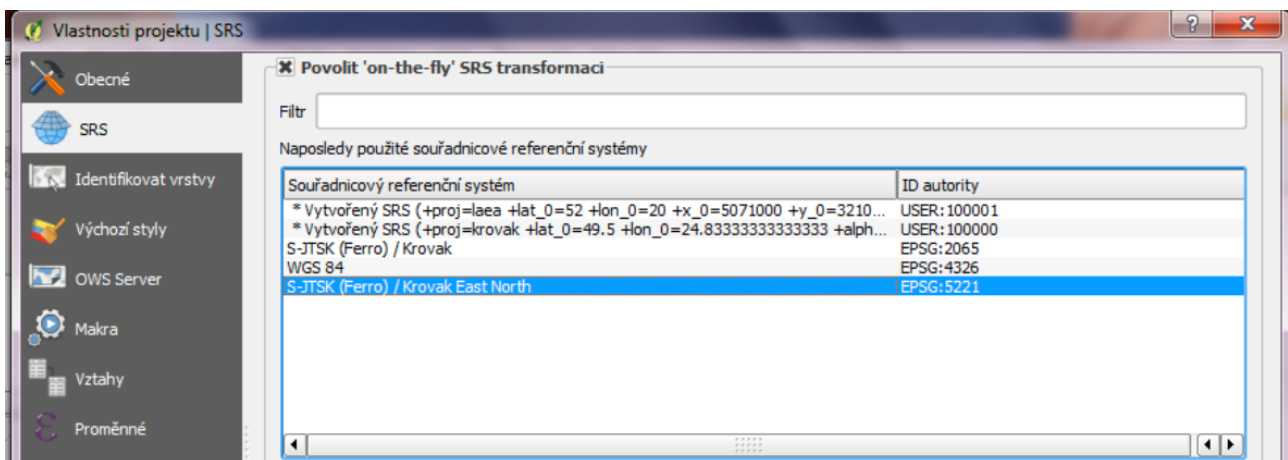 Vlastnosti projektu | SRS
Obecné
SRS
Identifikovat vrstvy
Výchozí styly
OWS Server
Makra
Vztahy
Proměnné
Povolit 'on-the-fly' SRS transformaci
Filtr
Naposledy použité souřadnicové referenční systémy
Souřadnicový referenční systém ID autority
* Vytvořený SRS (+proj=laea +lat_0=52 +lon_0=20 +x_0=5071000 +y_0=3210... USER:100001
* Vytvořený SRS (+proj=krovak +lat_0=49.5 +lon_0=24.83333333333333 +alph... USER:100000
S-JTSK (Ferro) / Krovak EPSG:2065
WGS 84 EPSG:4326
S-JTSK (Ferro) / Krovak East North EPSG:5221